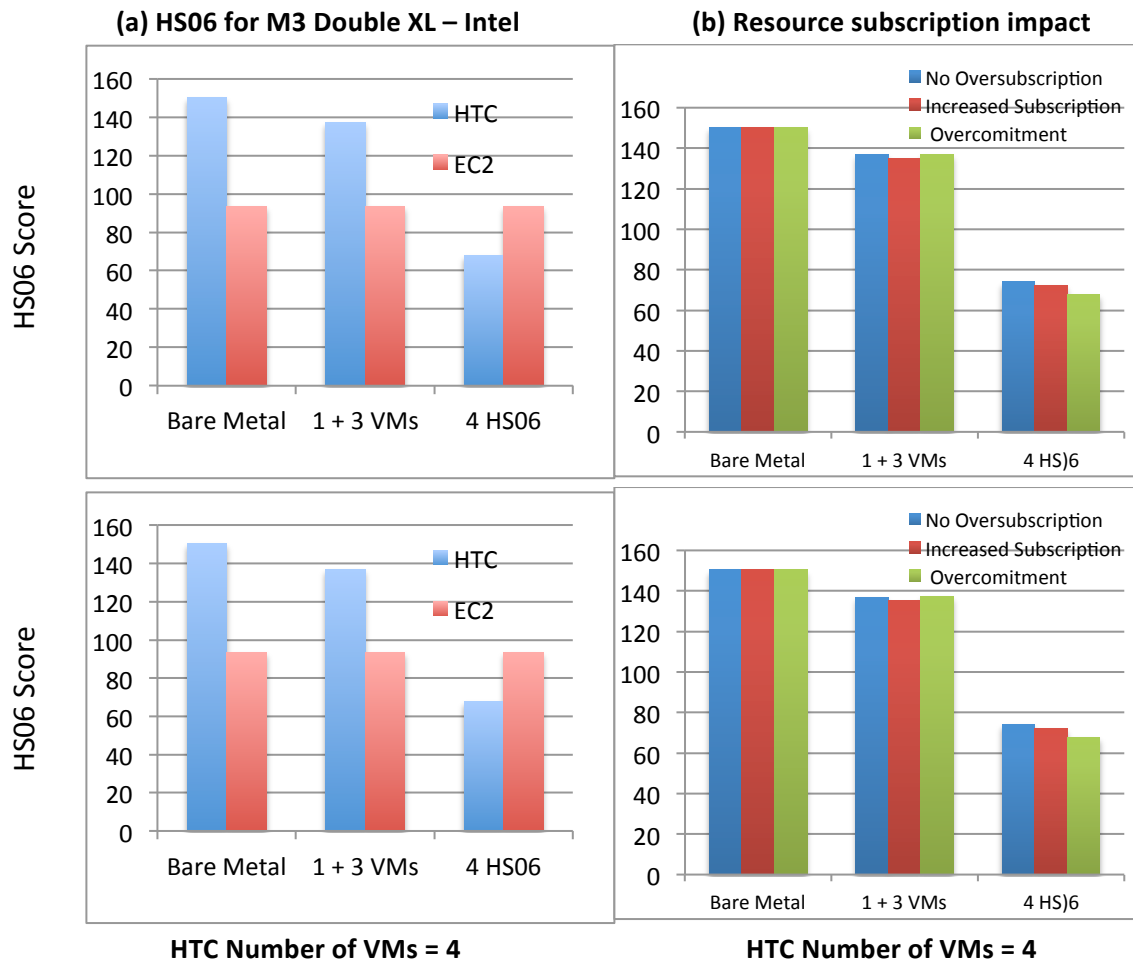 (a) HS06 for M3 Double XL – Intel
HS06 Score
160
140
120
100
80
60
40
20
0
HTC
EC2
Bare Metal
1 + 3 VMs
4 HS06
(b) Resource subscription impact
No Oversubscription
Increased Subscription
Overcomitment
160
140
120
100
80
60
40
20
0
Bare Metal
1 + 3 VMs
4 HS)6
HS06 Score
160
140
120
100
80
60
40
20
0
HTC
EC2
Bare Metal
1 + 3 VMs
4 HS06
HTC Number of VMs = 4
No Oversubscription
Increased Subscription
Overcomitment
160
140
120
100
80
60
40
20
0
Bare Metal
1 + 3 VMs
4 HS)6
HTC Number of VMs = 4